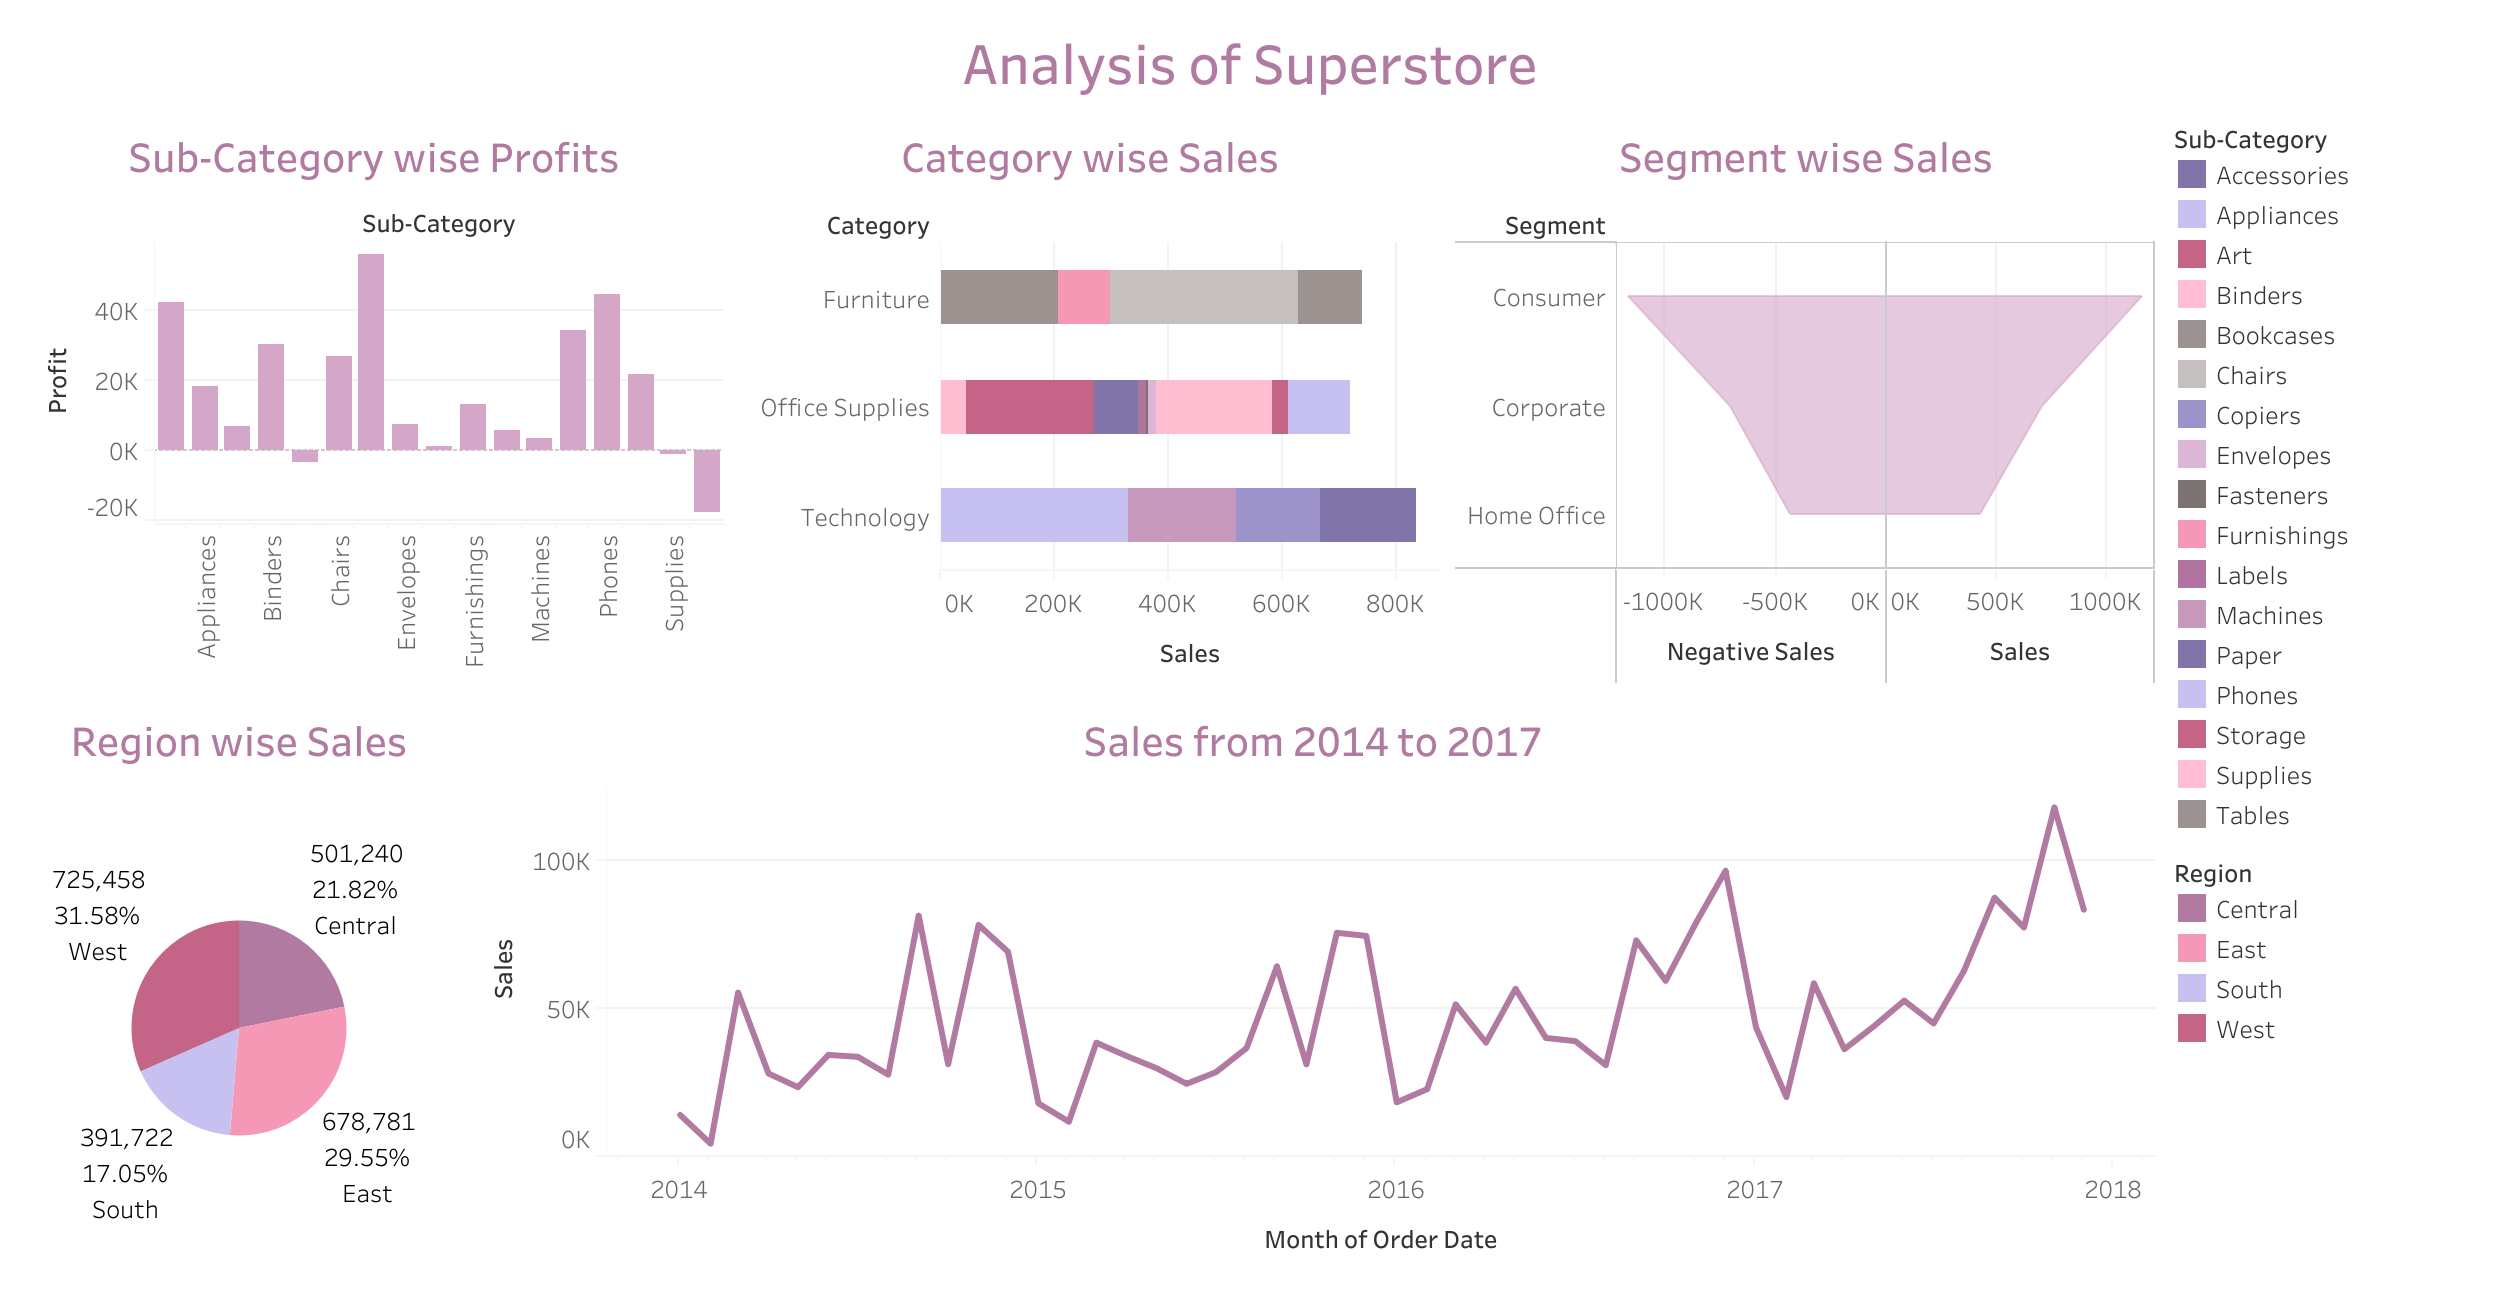 Analysis of Superstore
Sub-Category wise Profits
Sub-Category
Profit
40K
20K
0K
-20K
Appliances
Binders
Chairs
Envelopes
Furnishings
Machines
Phones
Supplies
Category wise Sales
Category
Furniture
Office Supplies
Technology
0K 200K 400K 600K 800K
Sales
Segment wise Sales
Segment
Consumer
Corporate
Home Office
-1000K -500K 0K 0K 500K 1000K
Negative Sales Sales
Sub-Category
Accessories
Appliances
Art
Binders
Bookcases
Chairs
Copiers
Envelopes
Fasteners
Furnishings
Labels
Machines
Paper
Phones
Storage
Supplies
Tables
Region
Central
East
South
West
Region wise Sales
725,458
31.58%
West
501,240
21.82%
Central
391,722
17.05%
South
678,781
29.55%
East
Sales from 2014 to 2017
Sales
100K
50K
0K
2014 2015 2016 2017 2018
Month of Order Date